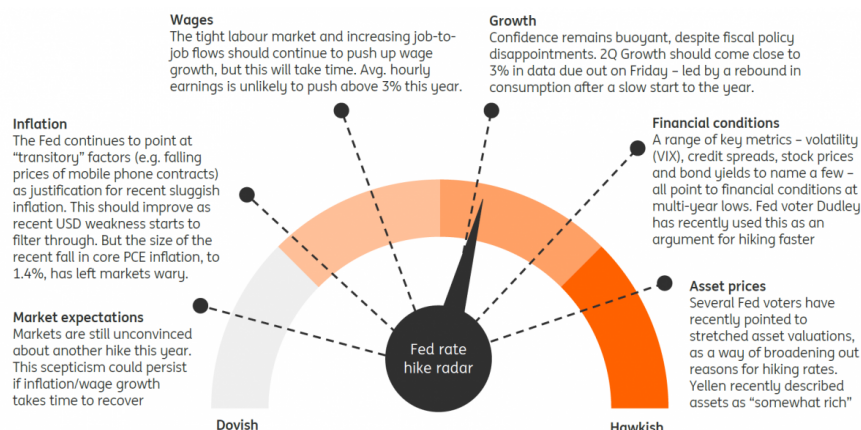 Wages
The tight labour market and increasing job-to-
job flows should continue to push up wage
growth, but this will take time. Avg. hourly
earnings is unlikely to push above 3% this year.
Growth
Confidence remains buoyant, despite fiscal policy
disappointments. 2Q Growth should come close to
3% in data due out on Friday – led by a rebound in
consumption after a slow start to the year.
Inflation
The Fed continues to point at
“transitory” factors (e.g. falling
prices of mobile phone contracts)
as justification for recent sluggish
inflation. This should improve as
recent USD weakness starts to
filter through. But the size of the
recent fall in core PCE inflation, to
1.4%, has left markets wary.
Financial conditions
A range of key metrics – volatility
(VIX), credit spreads, stock prices
and bond yields to name a few –
all point to financial conditions at
multi-year lows. Fed voter Dudley
has recently used this as an
argument for hiking faster
Market expectations
Markets are still unconvinced
about another hike this year.
This scepticism could persist
if inflation/wage growth
takes time to recover
Asset prices
Several Fed voters have
recently pointed to
stretched asset valuations,
as a way of broadening out
reasons for hiking rates.
Yellen recently described
assets as “somewhat rich”
Fed rate
hike radar
Dovish
Hawkish